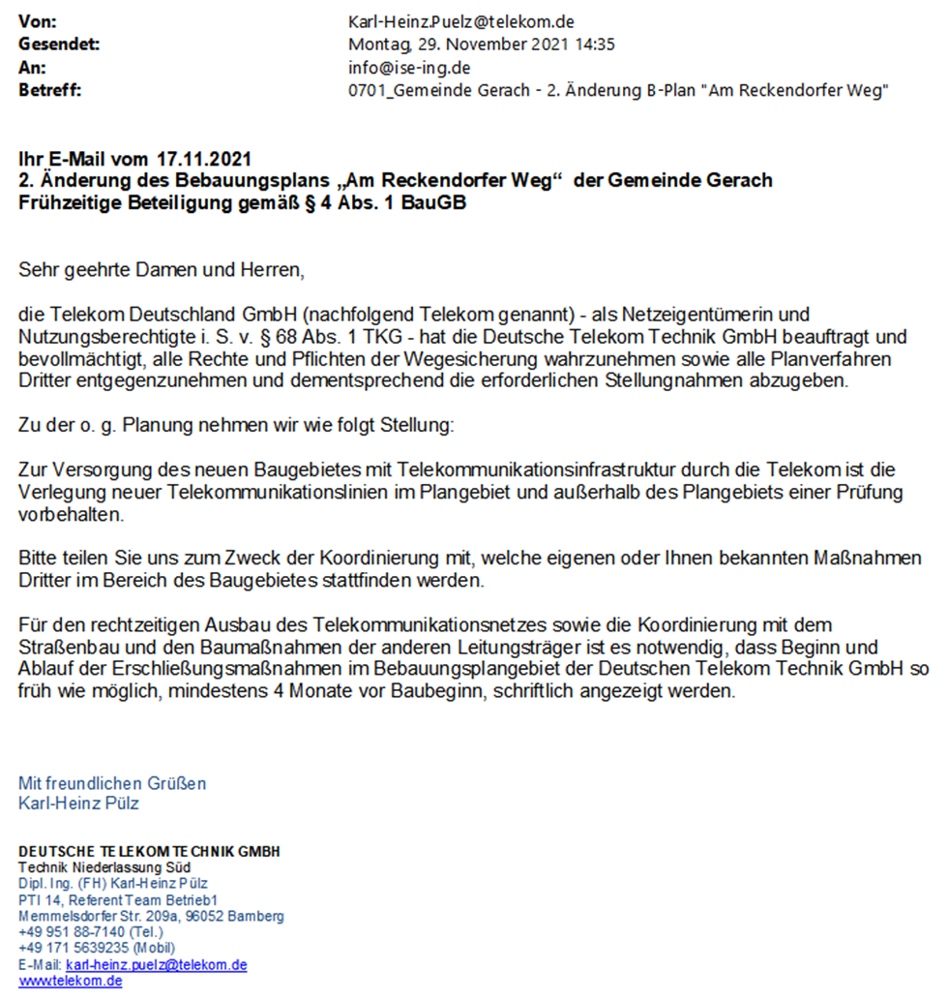 Von: Karl-Heinz.Puelz@telekom.de
Gesendet: Montag, 29. November 2021 14:35
An: info@ise-ing.de
Betreff: 0701_Gemeinde Gerach - 2. Änderung B-Plan "Am Reckendorfer Weg"
Ihr E-Mail vom 17.11.2021
2. Änderung des Bebauungsplans „Am Reckendorfer Weg“ der Gemeinde Gerach
Frühzeitige Beteiligung gemäß § 4 Abs. 1 BauGB
Sehr geehrte Damen und Herren,
die Telekom Deutschland GmbH (nachfolgend Telekom genannt) - als Netzeigentümerin und
Nutzungsberechtigte i. S. v. § 68 Abs. 1 TKG - hat die Deutsche Telekom Technik GmbH beauftragt und
bevollmächtigt, alle Rechte und Pflichten der Wegesicherung wahrzunehmen sowie alle Planverfahren
Dritter entgegenzunehmen und dementsprechend die erforderlichen Stellungnahmen abzugeben.
Zu der o. g. Planung nehmen wir wie folgt Stellung:
Zur Versorgung des neuen Baugebietes mit Telekommunikationsinfrastruktur durch die Telekom ist die
Verlegung neuer Telekommunikationslinien im Plangebiet und außerhalb des Plangebiets einer Prüfung
vorbehalten.
Bitte teilen Sie uns zum Zweck der Koordinierung mit, welche eigenen oder Ihnen bekannten Maßnahmen
Dritter im Bereich des Baugebietes stattfinden werden.
Für den rechtzeitigen Ausbau des Telekommunikationsnetzes sowie die Koordinierung mit dem
Straßenbau und den Baumaßnahmen der anderen Leitungsträger ist es notwendig, dass Beginn und
Ablauf der Erschließungsmaßnahmen im Bebauungsplangebiet der Deutschen Telekom Technik GmbH so
früh wie möglich, mindestens 4 Monate vor Baubeginn, schriftlich angezeigt werden.
Mit freundlichen Grüßen
Karl-Heinz Pülz
DEUTSCHE TELEKOM TECHNIK GMBH
Technik Niederlassung Süd
Dipl. Ing. (FH) Karl-Heinz Pülz
PTI 14, Referent Team Betrieb1
Memmelsdorfer Str. 209a, 96052 Bamberg
+49 951 88-7140 (Tel.)
+49 171 5639235 (Mobil)
E-Mail: karl-heinz.puelz@telekom.de
www.telekom.de